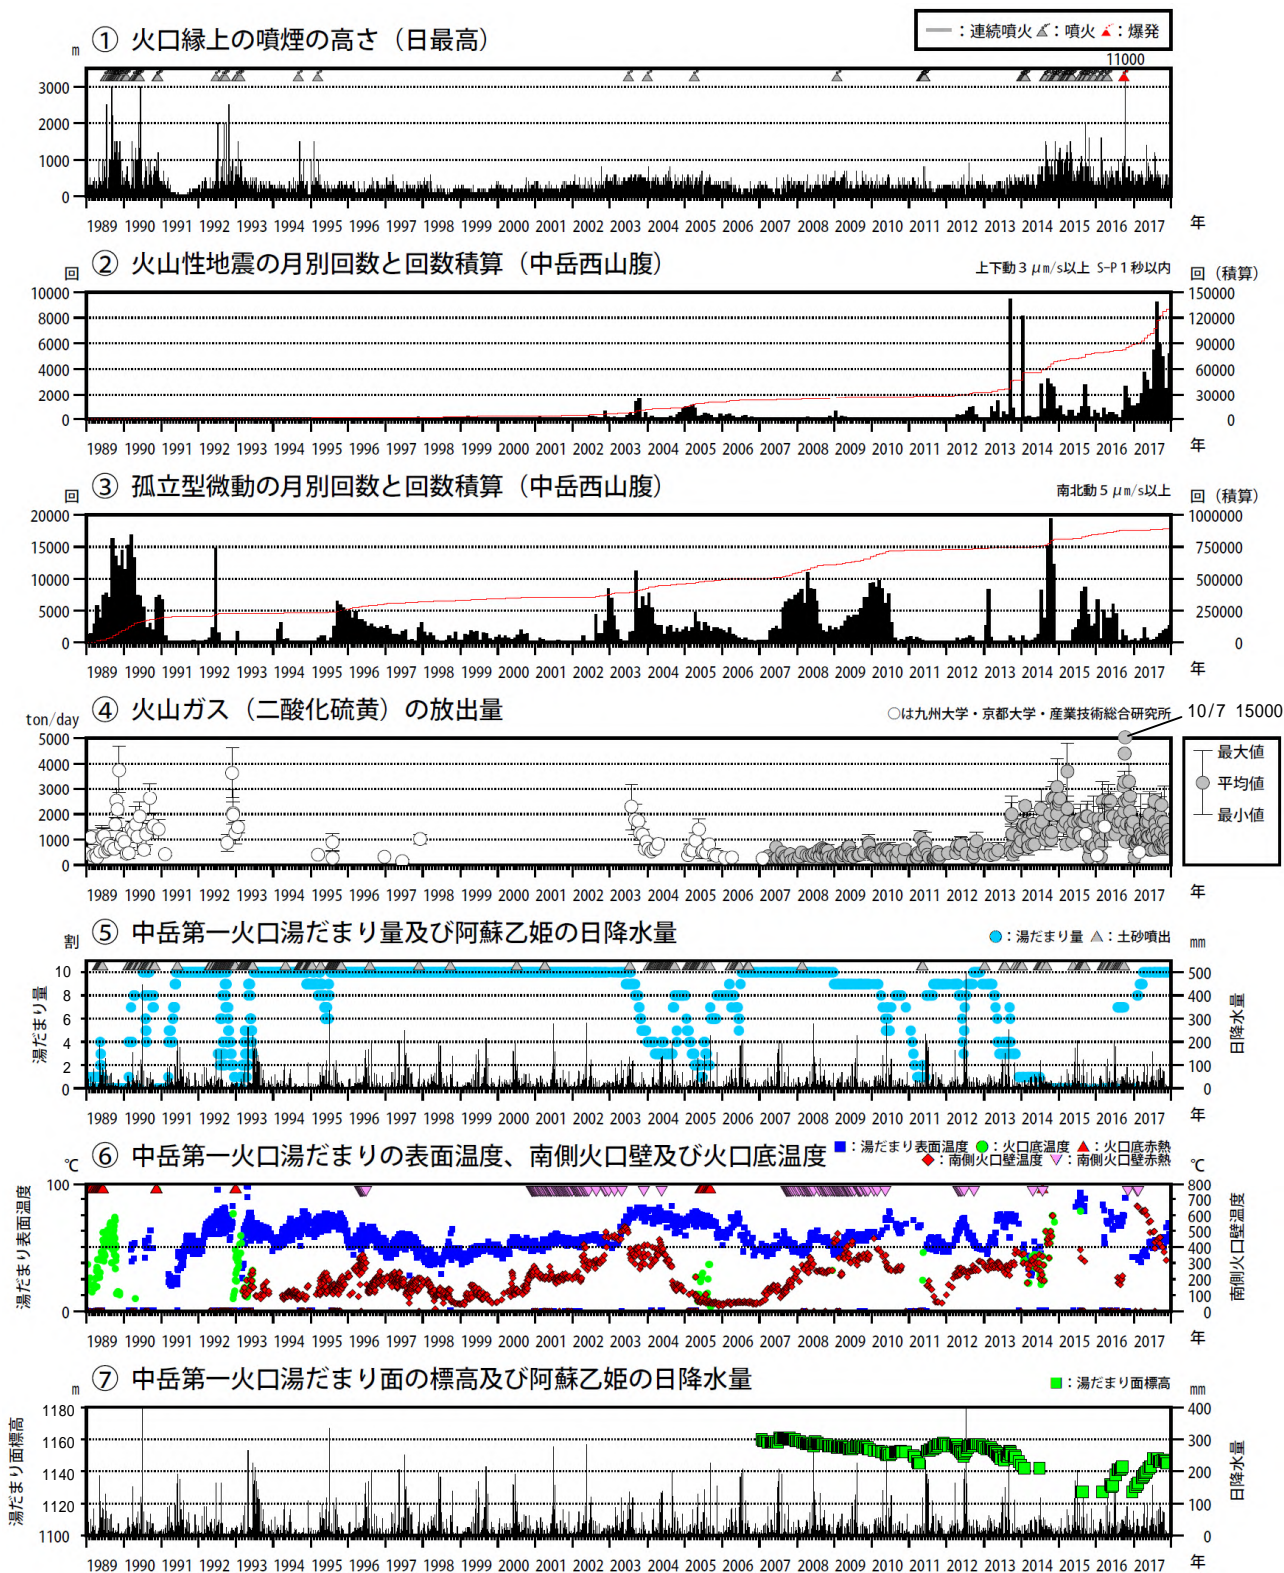 ① 火口縁上の噴煙の高さ（日最高）
：連続噴火 ：噴火 ：爆発
m
11000
3000
2000
1000
0
1989 1990 1991 1992 1993 1994 1995 1996 1997 1998 1999 2000 2001 2002 2003 2004 2005 2006 2007 2008 2009 2010 2011 2012 2013 2014 2015 2016 2017
年
② 火山性地震の月別回数と回数積算（中岳西山腹）
上下動３μm/s以上 S-P１秒以内
回
回（積算）
10000 150000
8000 120000
6000 90000
4000 60000
2000 30000
0 0
1989 1990 1991 1992 1993 1994 1995 1996 1997 1998 1999 2000 2001 2002 2003 2004 2005 2006 2007 2008 2009 2010 2011 2012 2013 2014 2015 2016 2017
年
③ 孤立型微動の月別回数と回数積算（中岳西山腹）
南北動５μm/s以上
回
回（積算）
20000 1000000
15000 750000
10000 500000
5000 250000
0 0
1989 1990 1991 1992 1993 1994 1995 1996 1997 1998 1999 2000 2001 2002 2003 2004 2005 2006 2007 2008 2009 2010 2011 2012 2013 2014 2015 2016 2017
年
④ 火山ガス（二酸化硫黄）の放出量
ton/day
○は九州大学・京都大学・産業技術総合研究所
10/7 15000
5000
4000
3000
2000
1000
0
最大値
平均値
最小値
1989 1990 1991 1992 1993 1994 1995 1996 1997 1998 1999 2000 2001 2002 2003 2004 2005 2006 2007 2008 2009 2010 2011 2012 2013 2014 2015 2016 2017
年
⑤ 中岳第一火口湯だまり量及び阿蘇乙姫の日降水量
：湯だまり量 ：土砂噴出
割
mm
湯だまり量
日降水量
10 500
8 400
6 300
4 200
2 100
0 0
1989 1990 1991 1992 1993 1994 1995 1996 1997 1998 1999 2000 2001 2002 2003 2004 2005 2006 2007 2008 2009 2010 2011 2012 2013 2014 2015 2016 2017
年
⑥ 中岳第一火口湯だまりの表面温度、南側火口壁及び火口底温度
：湯だまり表面温度 ：火口底温度 ：火口底赤熱
：南側火口壁温度 ：南側火口壁赤熱
℃
℃
湯だまり表面温度
南側火口壁温度
100
0
800
700
600
500
400
300
200
100
0
1989 1990 1991 1992 1993 1994 1995 1996 1997 1998 1999 2000 2001 2002 2003 2004 2005 2006 2007 2008 2009 2010 2011 2012 2013 2014 2015 2016 2017
年
⑦ 中岳第一火口湯だまり面の標高及び阿蘇乙姫の日降水量
：湯だまり面標高
m
mm
湯だまり面標高
日降水量
1180 400
1160 300
1140 200
1120 100
1100 0
1989 1990 1991 1992 1993 1994 1995 1996 1997 1998 1999 2000 2001 2002 2003 2004 2005 2006 2007 2008 2009 2010 2011 2012 2013 2014 2015 2016 2017
年